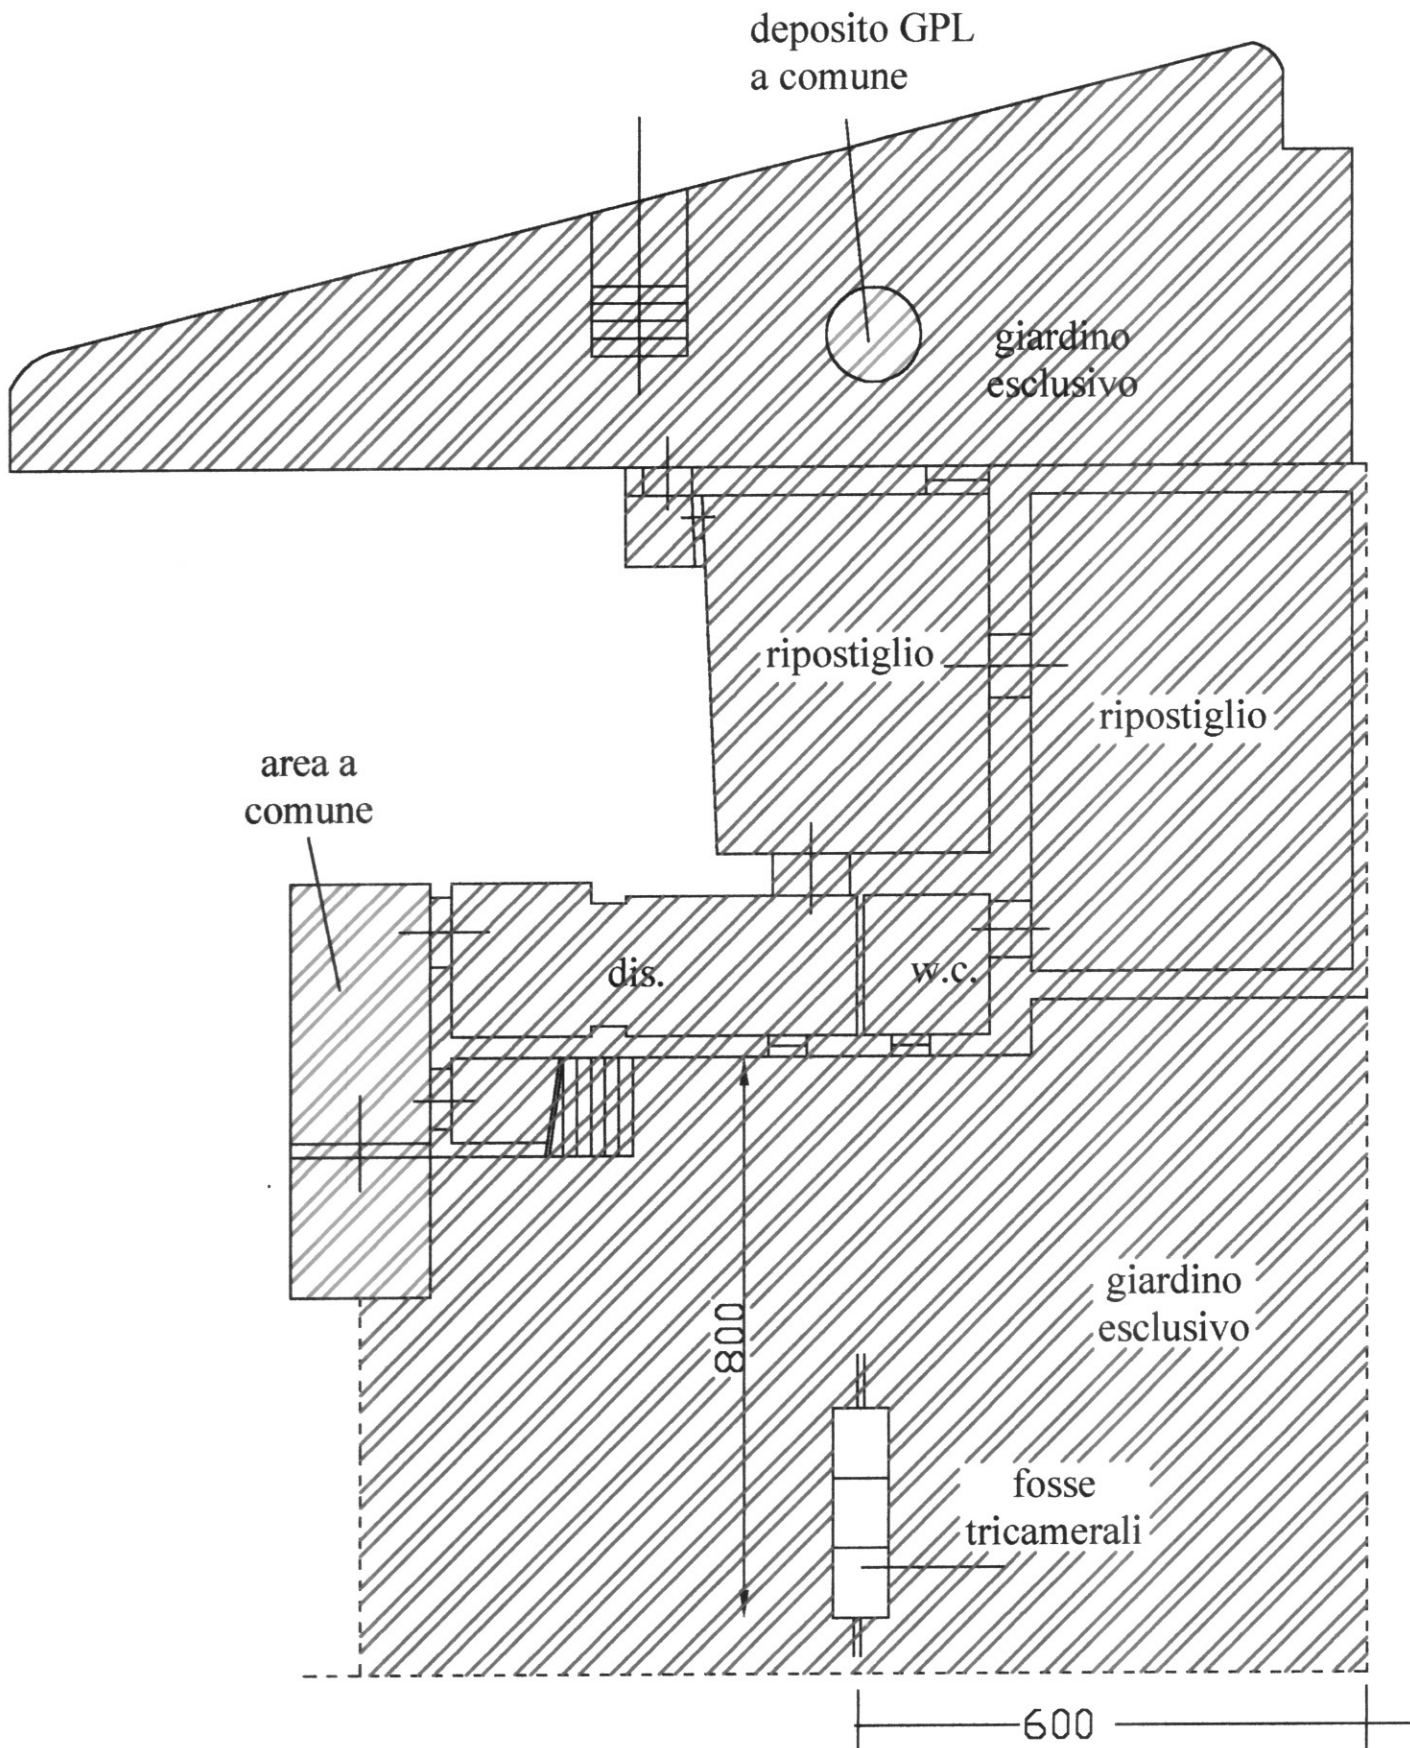 deposito GPL
a comune
giardino
esclusivo
ripostiglio
ripostiglio
area a
comune
dis.
w.c.
giardino
esclusivo
800
fosse
tricamerali
600